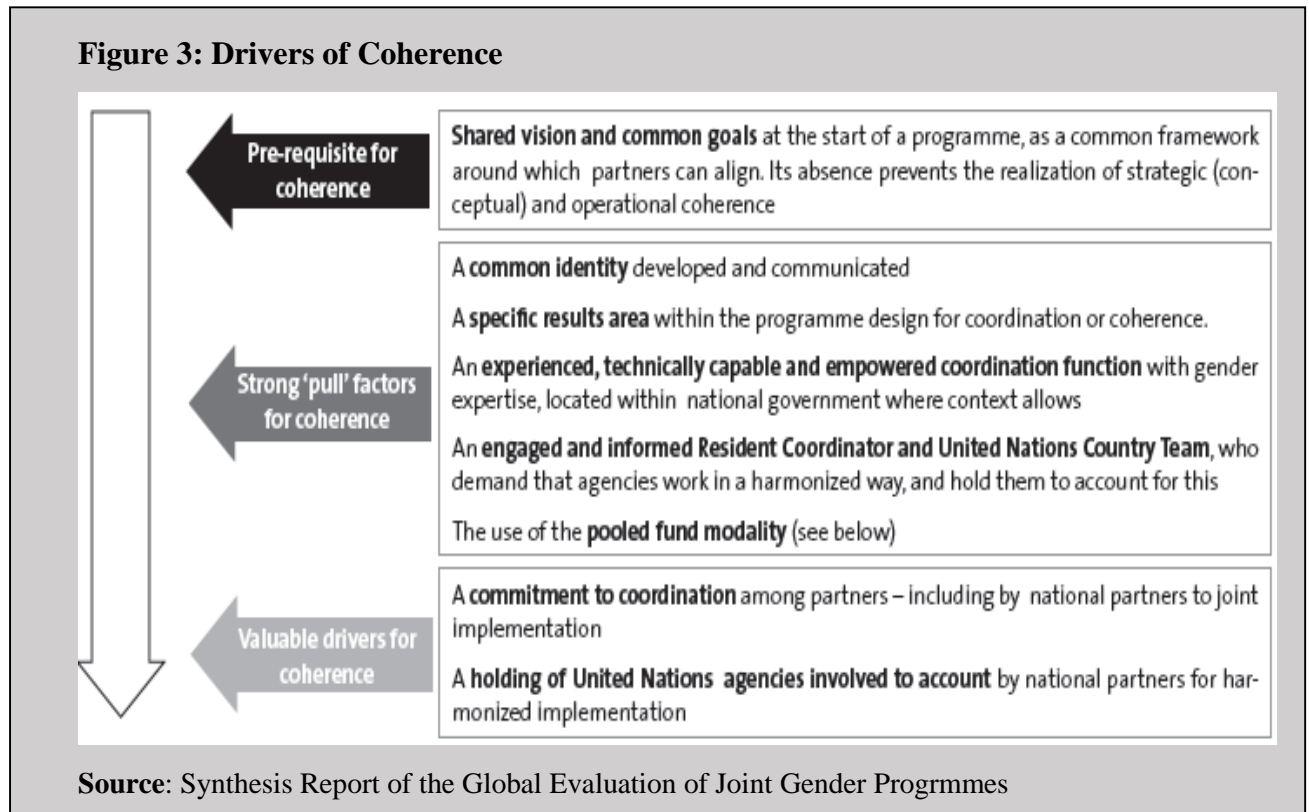 Figure 3: Drivers of Coherence
Pre-requisite for
coherence
Shared vision and common goals at the start of a programme, as a common framework
around which partners can align. Its absence prevents the realization of strategic (con-
ceptual) and operational coherence
Strong 'pull' factors
for coherence
A common identity developed and communicated
A specific results area within the programme design for coordination or coherence.
An experienced, technically capable and empowered coordination function with gender
expertise, located within national government where context allows
An engaged and informed Resident Coordinator and United Nations Country Team, who
demand that agencies work in a harmonized way, and hold them to account for this
The use of the pooled fund modality (see below)
Valuable drivers for
coherence
A commitment to coordination among partners – including by national partners to joint
implementation
A holding of United Nations agencies involved to account by national partners for har-
monized implementation
Source: Synthesis Report of the Global Evaluation of Joint Gender Progrmmes